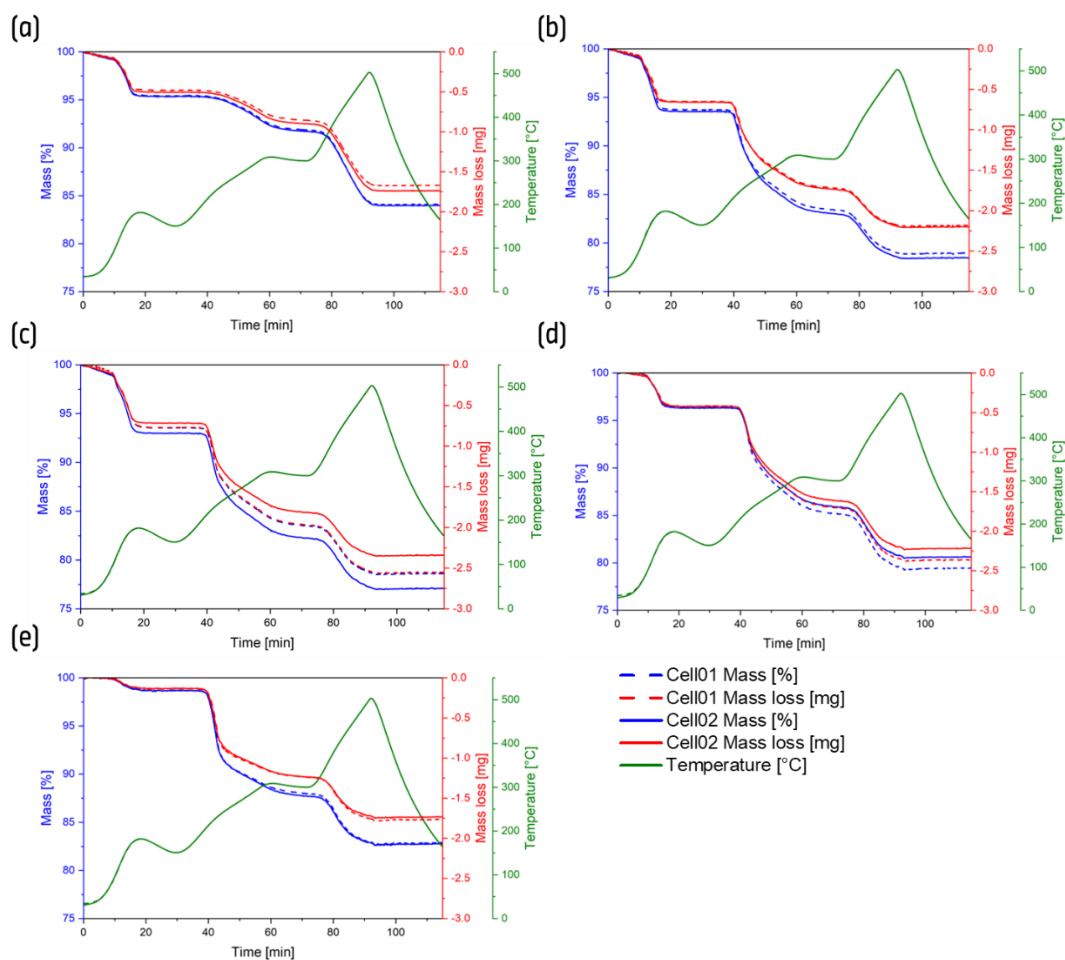 (a)
100
95
90
85
80
75
Mass [%]
0.0
-0.5
-1.0
-1.5
-2.0
-2.5
-3.0
Mass loss [mg]
500
400
300
200
100
0
Temperature [°C]
0 20 40 60 80 100
Time [min]
(b)
100
95
90
85
80
75
Mass [%]
0.0
-0.5
-1.0
-1.5
-2.0
-2.5
-3.0
Mass loss [mg]
500
400
300
200
100
0
Temperature [°C]
0 20 40 60 80 100
Time [min]
(c)
100
95
90
85
80
75
Mass [%]
0.0
-0.5
-1.0
-1.5
-2.0
-2.5
-3.0
Mass loss [mg]
500
400
300
200
100
0
Temperature [°C]
0 20 40 60 80 100
Time [min]
(d)
100
95
90
85
80
75
Mass [%]
0.0
-0.5
-1.0
-1.5
-2.0
-2.5
-3.0
Mass loss [mg]
500
400
300
200
100
0
Temperature [°C]
0 20 40 60 80 100
Time [min]
(e)
100
95
90
85
80
75
Mass [%]
0.0
-0.5
-1.0
-1.5
-2.0
-2.5
-3.0
Mass loss [mg]
500
400
300
200
100
0
Temperature [°C]
0 20 40 60 80 100
Time [min]
Cell01 Mass [%]
Cell01 Mass loss [mg]
Cell02 Mass [%]
Cell02 Mass loss [mg]
Temperature [°C]